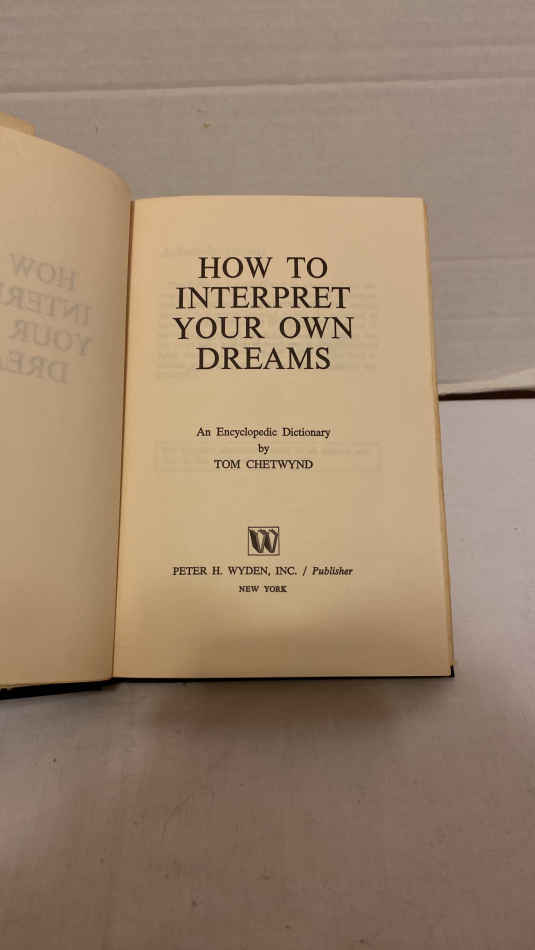 HOW TO
INTERPRET
YOUR OWN
DREAMS
An Encyclopedic Dictionary
by
TOM CHETWYND
W
PETER H. WYDEN, INC. / Publisher
NEW YORK